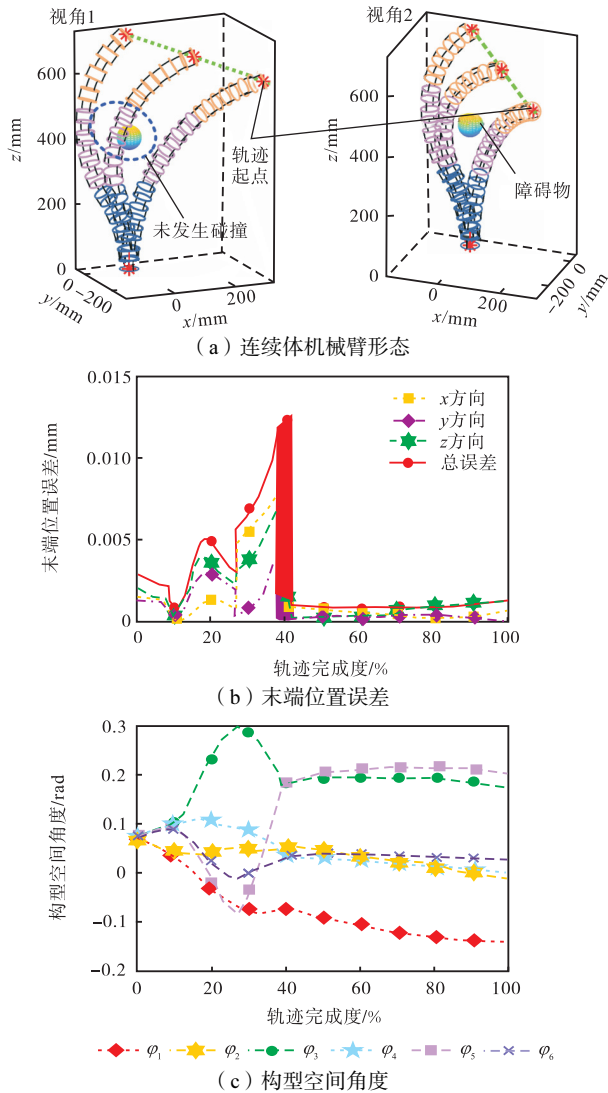 视角1
视角2
z/mm
600
400
200
0
y/mm
0
-200
0
200
x/mm
轨迹
起点
未发生碰撞
z/mm
600
400
200
0
障碍物
0
200
x/mm
-200
0
y/mm
（a）连续体机械臂形态
末端位置误差/mm
0.015
0.010
0.005
0
x方向
y方向
z方向
总误差
0 20 40 60 80 100
轨迹完成度/%
（b）末端位置误差
构型空间角度/rad
0.3
0.2
0.1
0
−0.1
−0.2
0 20 40 60 80 100
轨迹完成度/%
φ₁ φ₂ φ₃ φ₄ φ₅ φ₆
（c）构型空间角度